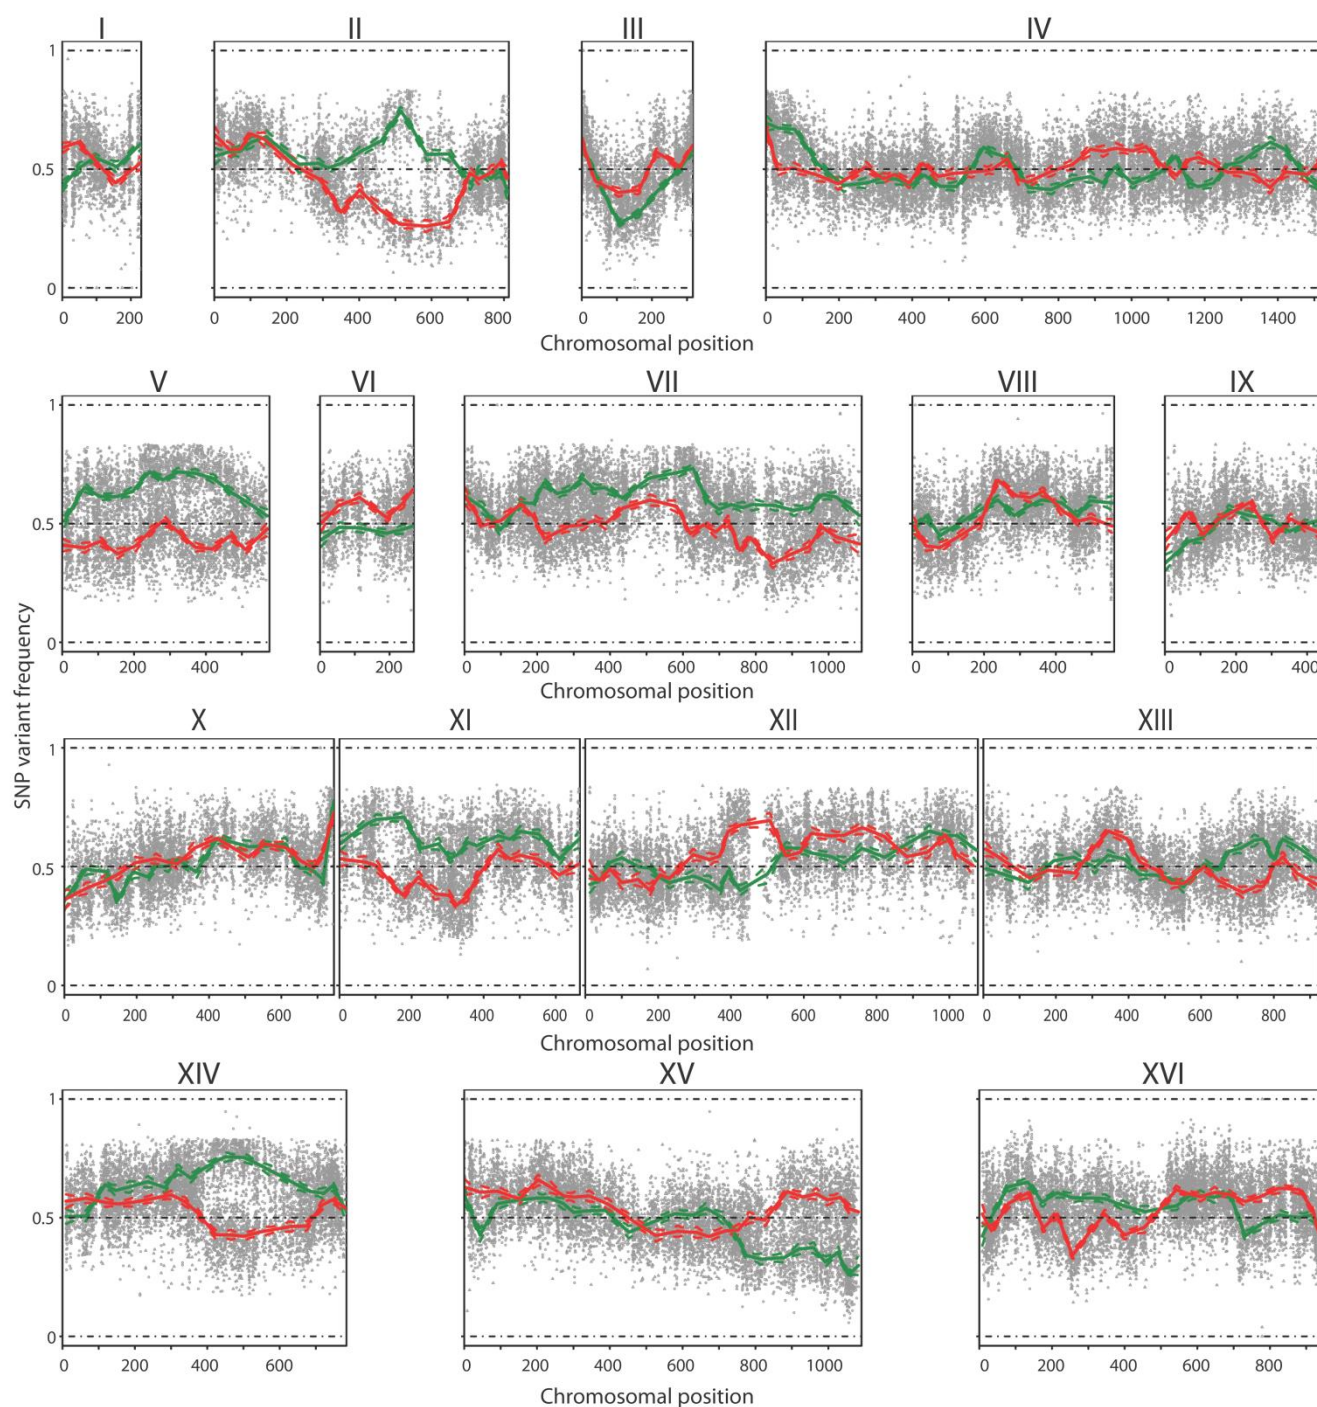 I II III IV
1
0.5
0
0 200 0 200 400 600 800 0 200 0 200 400 600 800 1000 1200 1400
Chromosomal position
V VI VII VIII IX
1
0.5
0
0 200 400 0 200 0 200 400 600 800 1000 0 200 400 0 200 400
Chromosomal position
SNP variant frequency
X XI XII XIII
1
0.5
0
0 200 400 600 0 200 400 600 0 200 400 600 800 1000 0 200 400 600 800
Chromosomal position
XIV XV XVI
1
0.5
0
0 200 400 600 0 200 400 600 800 1000 0 200 400 600 800
Chromosomal position